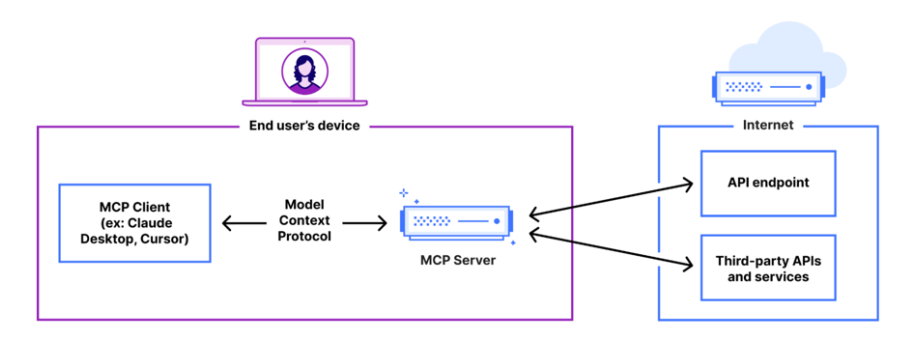 End user's device
Internet
MCP Client
(ex: Claude
Desktop, Cursor)
Model
Context
Protocol
MCP Server
API endpoint
Third-party APIs
and services